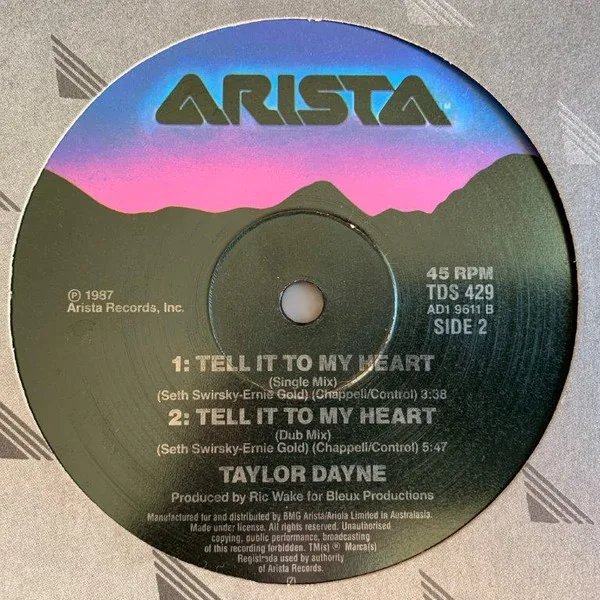 ARISTA
TM
45 RPM
TDS 429
AD1 9611 B
SIDE 2
℗ 1987
Arista Records, Inc.
1: TELL IT TO MY HEART
(Single Mix)
(Seth Swirsky-Ernie Gold) (Chappell/Control) 3:38
2: TELL IT TO MY HEART
(Dub Mix)
(Seth Swirsky-Ernie Gold) (Chappell/Control) 5:47
TAYLOR DAYNE
Produced by Ric Wake for Bleux Productions
Manufactured for and distributed by BMG Arista/Ariola Limited in Australasia.
Made under license. All rights reserved. Unauthorised
copying, public performance, broadcasting
of this recording forbidden. TM(s) ® Marca(s)
Registrada used by authority
of Arista Records.
(2)